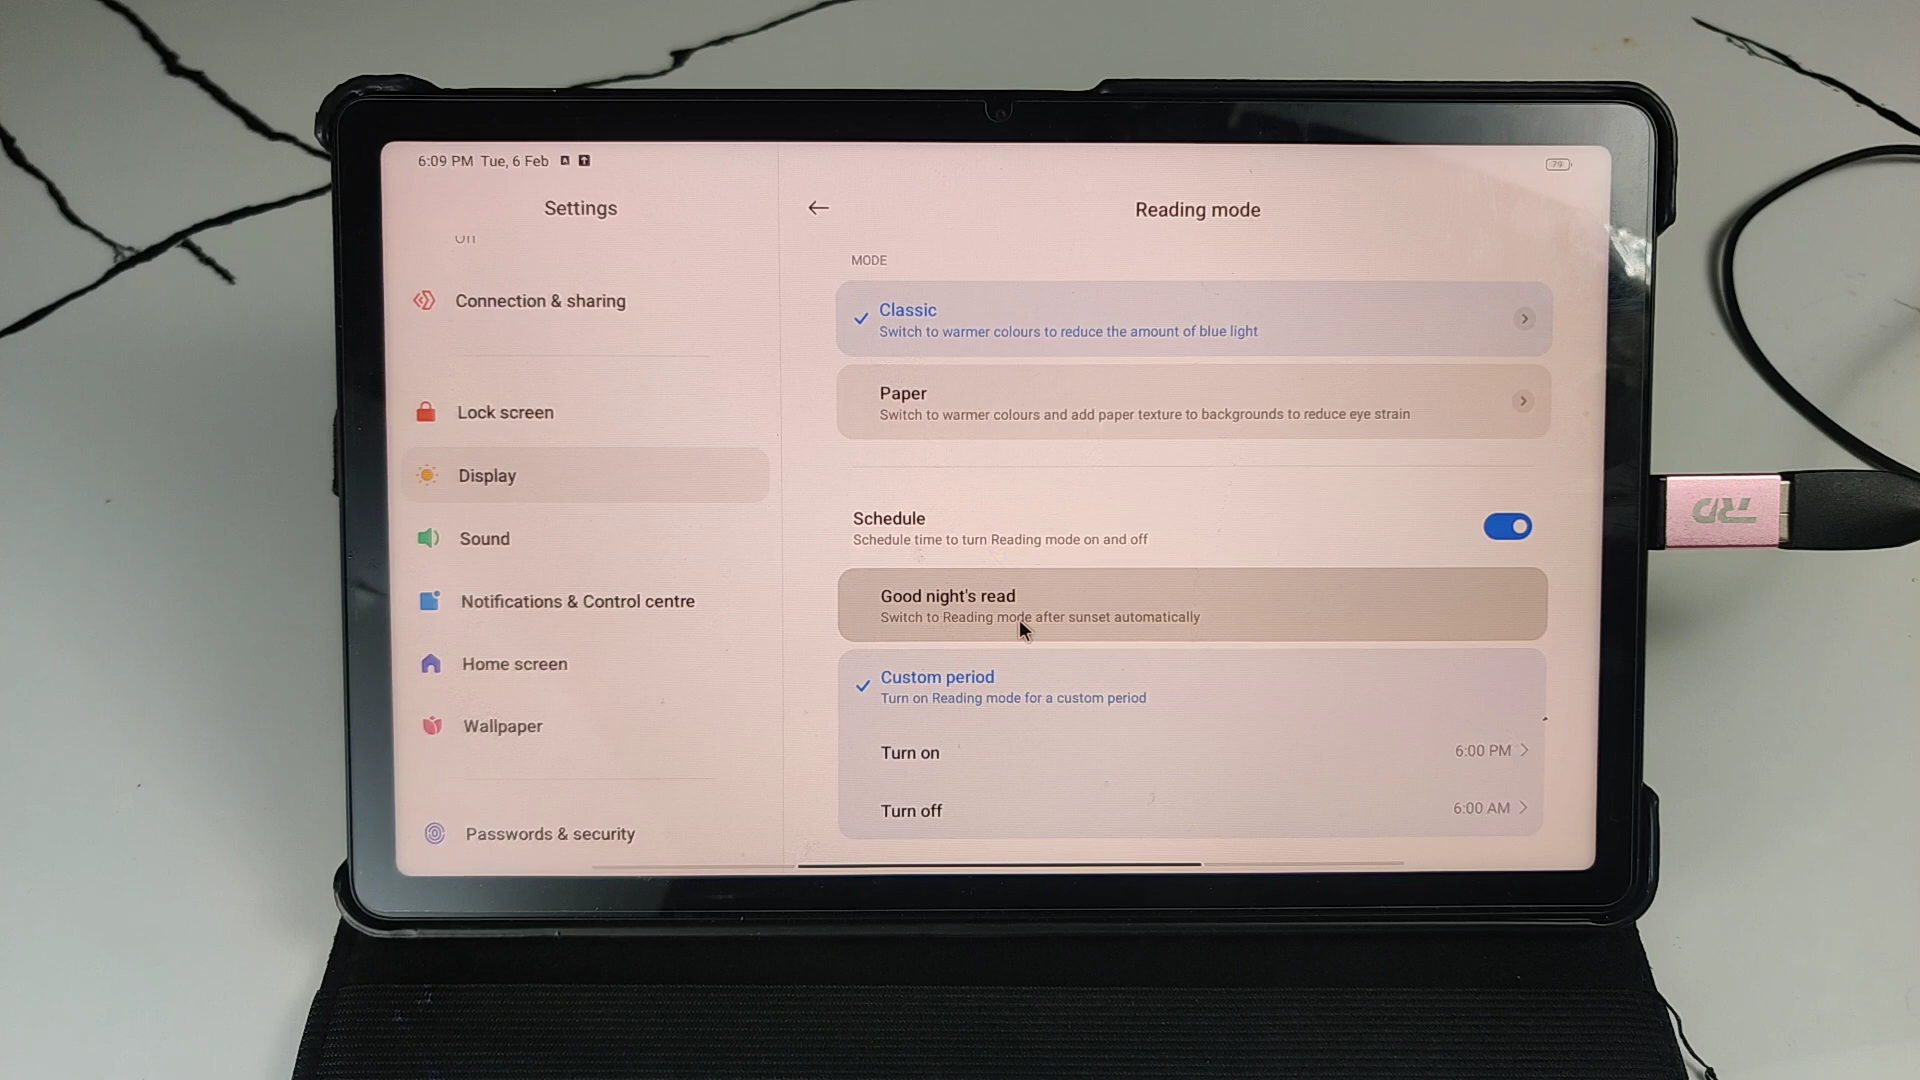 6:09 PM Tue, 6 Feb
79
Settings
Connection & sharing
Lock screen
Display
Sound
Notifications & Control centre
Home screen
Wallpaper
Passwords & security
Reading mode
MODE
Classic
Switch to warmer colours to reduce the amount of blue light
Paper
Switch to warmer colours and add paper texture to backgrounds to reduce eye strain
Schedule
Schedule time to turn Reading mode on and off
Good night's read
Switch to Reading mode after sunset automatically
Custom period
Turn on Reading mode for a custom period
Turn on 6:00 PM
Turn off 6:00 AM